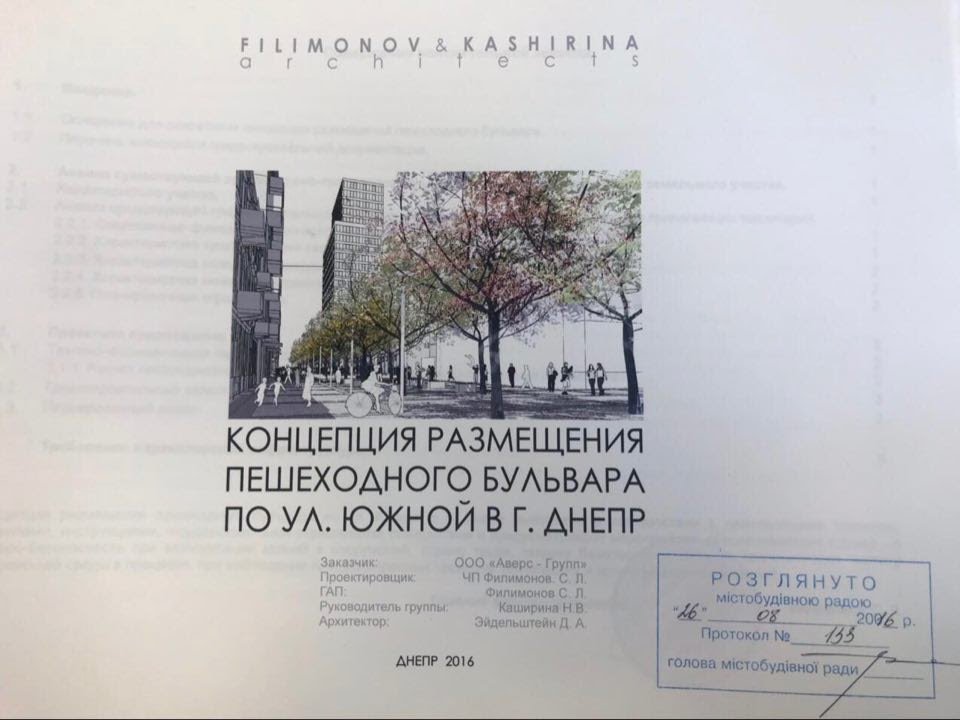 FILIMONOV & KASHIRINA
architects
КОНЦЕПЦИЯ РАЗМЕЩЕНИЯ
ПЕШЕХОДНОГО БУЛЬВАРА
ПО УЛ. ЮЖНОЙ В Г. ДНЕПР
Заказчик: ООО «Аверс - Групп»
Проектировщик: ЧП Филимонов. С. Л.
ГАП: Филимонов С. Л.
Руководитель группы: Каширина Н.В.
Архитектор: Эйдельштейн Д. А.
ДНЕПР 2016
РОЗГЛЯНУТО
містобудівною радою
"26" 08 2016 р.
Протокол № 133
голова містобудівної ради